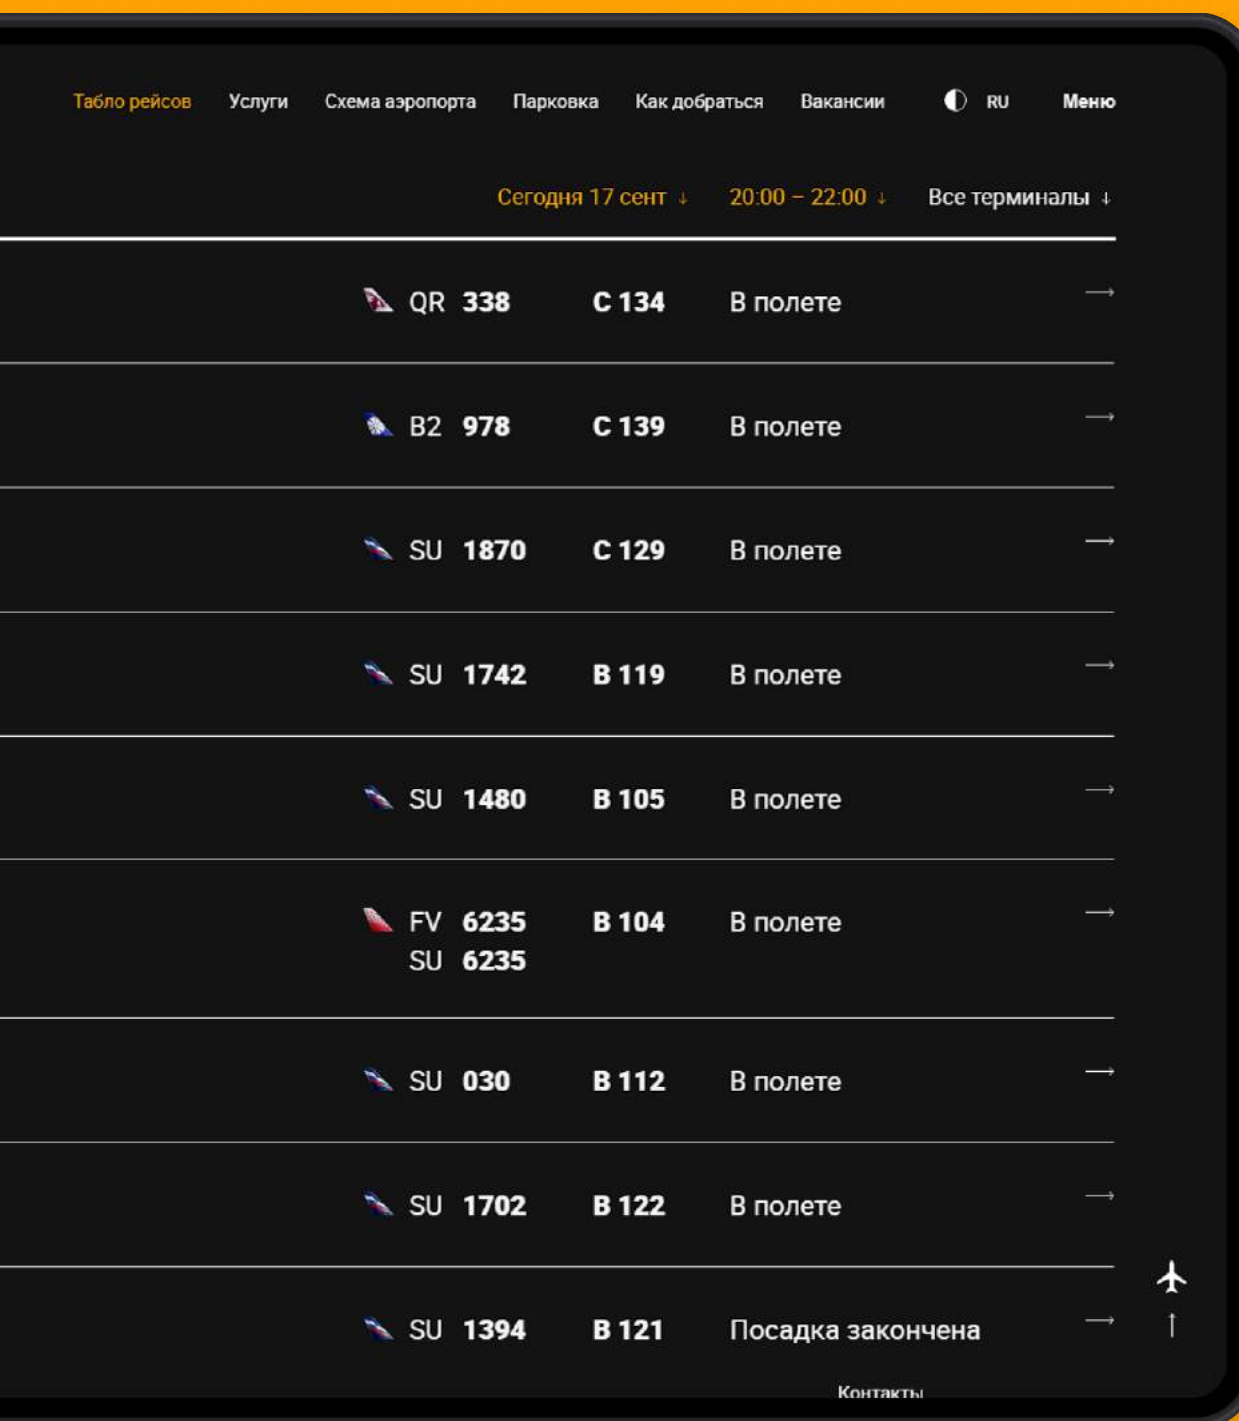 Табло рейсов Услуги Схема аэропорта Парковка Как добраться Вакансии RU Меню
Сегодня 17 сент ↓ 20:00 – 22:00 ↓ Все терминалы ↓
QR 338 C 134 В полете →
B2 978 C 139 В полете →
SU 1870 C 129 В полете →
SU 1742 B 119 В полете →
SU 1480 B 105 В полете →
FV 6235 B 104 В полете →
SU 6235
SU 030 B 112 В полете →
SU 1702 B 122 В полете →
SU 1394 B 121 Посадка закончена →
Контакты